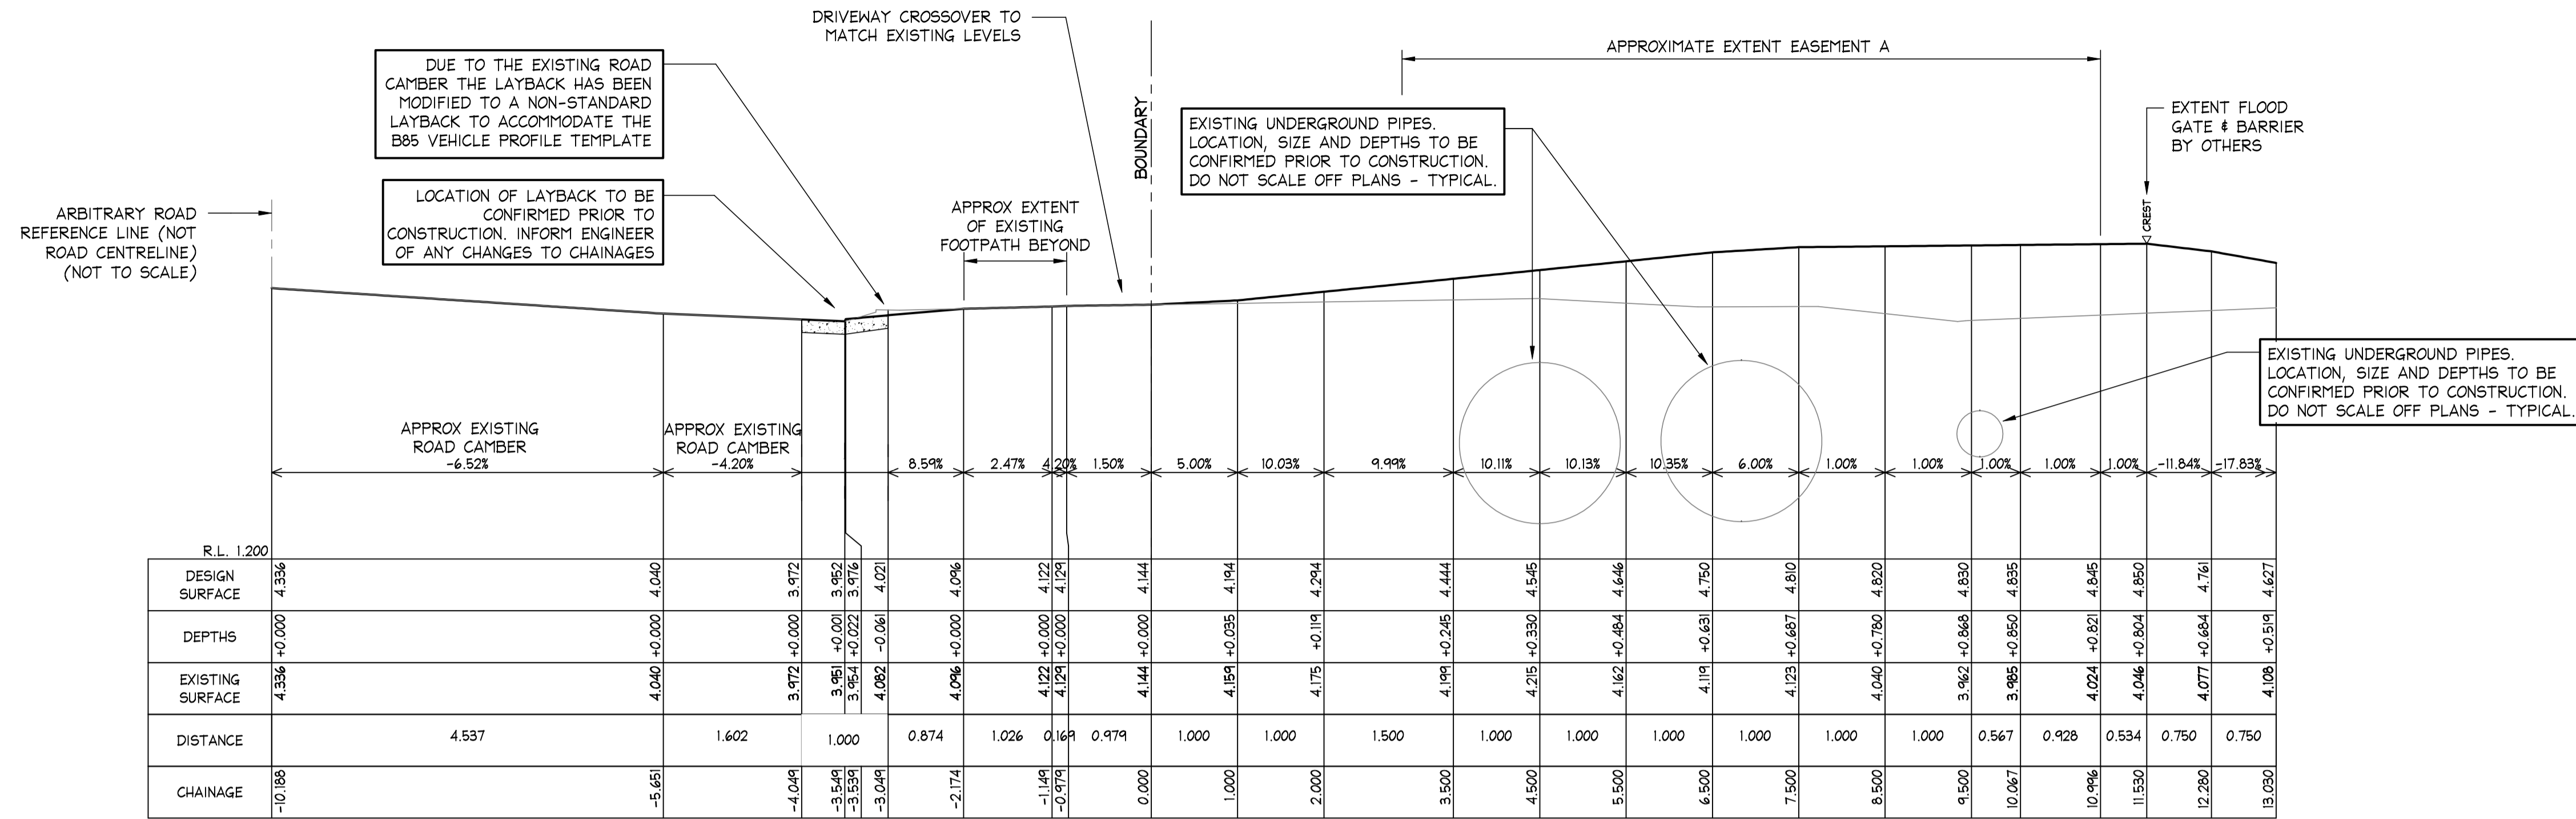 DRIVEWAY CROSSOVER TO
MATCH EXISTING LEVELS
APPROXIMATE EXTENT EASEMENT A
DUE TO THE EXISTING ROAD
CAMBER THE LAYBACK HAS BEEN
MODIFIED TO A NON-STANDARD
LAYBACK TO ACCOMMODATE THE
B85 VEHICLE PROFILE TEMPLATE
BOUNDARY
EXISTING UNDERGROUND PIPES.
LOCATION, SIZE AND DEPTHS TO BE
CONFIRMED PRIOR TO CONSTRUCTION.
DO NOT SCALE OFF PLANS - TYPICAL.
EXTENT FLOOD
GATE & BARRIER
BY OTHERS
CREST
ARBITRARY ROAD
REFERENCE LINE (NOT
ROAD CENTRELINE)
(NOT TO SCALE)
LOCATION OF LAYBACK TO BE
CONFIRMED PRIOR TO
CONSTRUCTION. INFORM ENGINEER
OF ANY CHANGES TO CHAINAGES
APPROX EXTENT
OF EXISTING
FOOTPATH BEYOND
EXISTING UNDERGROUND PIPES.
LOCATION, SIZE AND DEPTHS TO BE
CONFIRMED PRIOR TO CONSTRUCTION.
DO NOT SCALE OFF PLANS - TYPICAL.
APPROX EXISTING
ROAD CAMBER
-6.52%
APPROX EXISTING
ROAD CAMBER
-4.20%
8.59% 2.47% 4.20% 1.50% 5.00% 10.03% 9.99% 10.11% 10.13% 10.35% 6.00% 1.00% 1.00% 1.00% 1.00% 1.00% -11.84% -17.83%
R.L. 1.200
DESIGN
SURFACE
4.336 4.040 3.972 3.952 3.976 4.021 4.096 4.122 4.129 4.144 4.194 4.294 4.444 4.545 4.646 4.750 4.810 4.820 4.830 4.835 4.845 4.850 4.761 4.627
DEPTHS
+0.000 +0.000 +0.000 +0.001 +0.022 -0.061 +0.000 +0.000 +0.000 +0.000 +0.035 +0.119 +0.245 +0.330 +0.484 +0.631 +0.687 +0.780 +0.868 +0.850 +0.821 +0.804 +0.684 +0.519
EXISTING
SURFACE
4.336 4.040 3.972 3.951 3.954 4.082 4.096 4.122 4.129 4.144 4.159 4.175 4.199 4.215 4.162 4.119 4.123 4.040 3.962 3.985 4.024 4.046 4.077 4.108
DISTANCE
4.537 1.602 1.000 0.874 1.026 0.169 0.979 1.000 1.000 1.500 1.000 1.000 1.000 1.000 1.000 1.000 0.567 0.928 0.534 0.750 0.750
CHAINAGE
-10.188 -5.651 -4.049 -3.549 -3.539 -3.049 -2.174 -1.149 -0.979 0.000 1.000 2.000 3.500 4.500 5.500 6.500 7.500 8.500 9.500 10.067 10.996 11.530 12.280 13.030